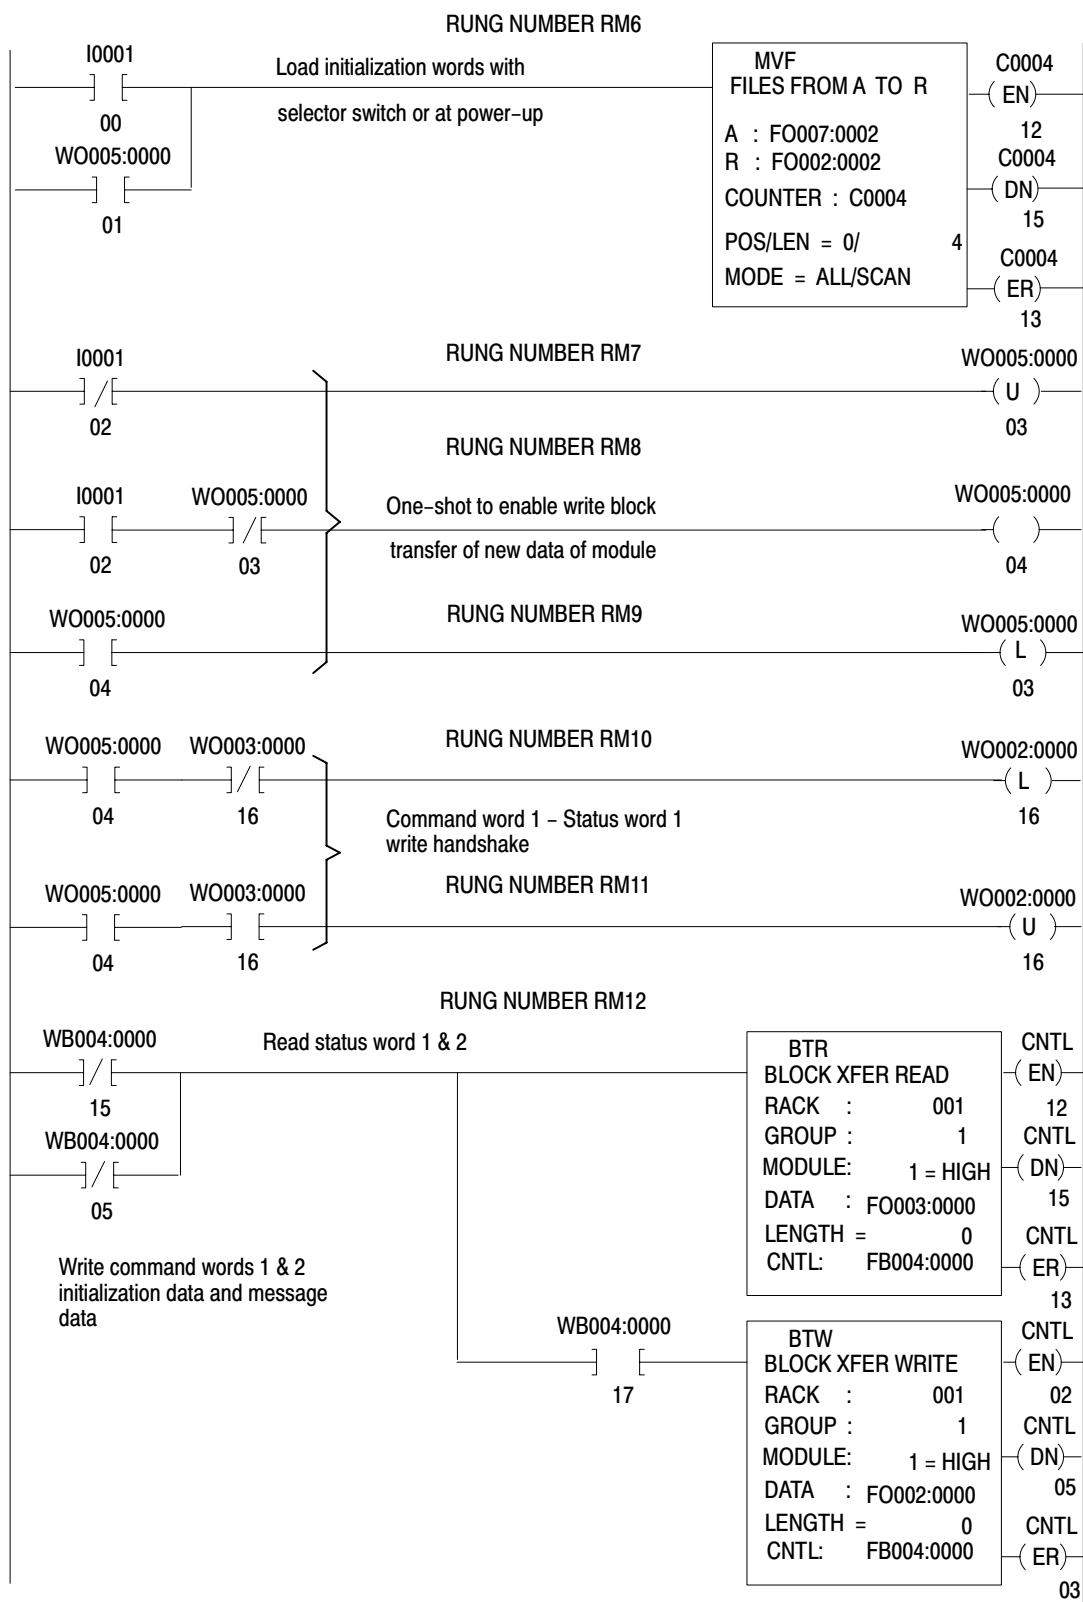 RUNG NUMBER RM6
I0001
00
WO005:0000
01
Load initialization words with
selector switch or at power-up
MVF
FILES FROM A TO R
A : FO007:0002
R : FO002:0002
COUNTER : C0004
POS/LEN = 0/ 4
MODE = ALL/SCAN
C0004
EN
12
C0004
DN
15
C0004
ER
13
RUNG NUMBER RM7
I0001
02
WO005:0000
U
03
RUNG NUMBER RM8
I0001
02
WO005:0000
03
One-shot to enable write block
transfer of new data of module
WO005:0000
04
RUNG NUMBER RM9
WO005:0000
04
WO005:0000
L
03
RUNG NUMBER RM10
WO005:0000
04
WO003:0000
16
WO002:0000
L
16
Command word 1 - Status word 1
write handshake
RUNG NUMBER RM11
WO005:0000
04
WO003:0000
16
WO002:0000
U
16
RUNG NUMBER RM12
WB004:0000
15
WB004:0000
05
Read status word 1 & 2
BTR
BLOCK XFER READ
RACK : 001
GROUP : 1
MODULE: 1 = HIGH
DATA : FO003:0000
LENGTH = 0
CNTL: FB004:0000
CNTL
EN
12
CNTL
DN
15
CNTL
ER
13
Write command words 1 & 2
initialization data and message
data
WB004:0000
17
BTW
BLOCK XFER WRITE
RACK : 001
GROUP : 1
MODULE: 1 = HIGH
DATA : FO002:0000
LENGTH = 0
CNTL: FB004:0000
CNTL
EN
02
CNTL
DN
05
CNTL
ER
03